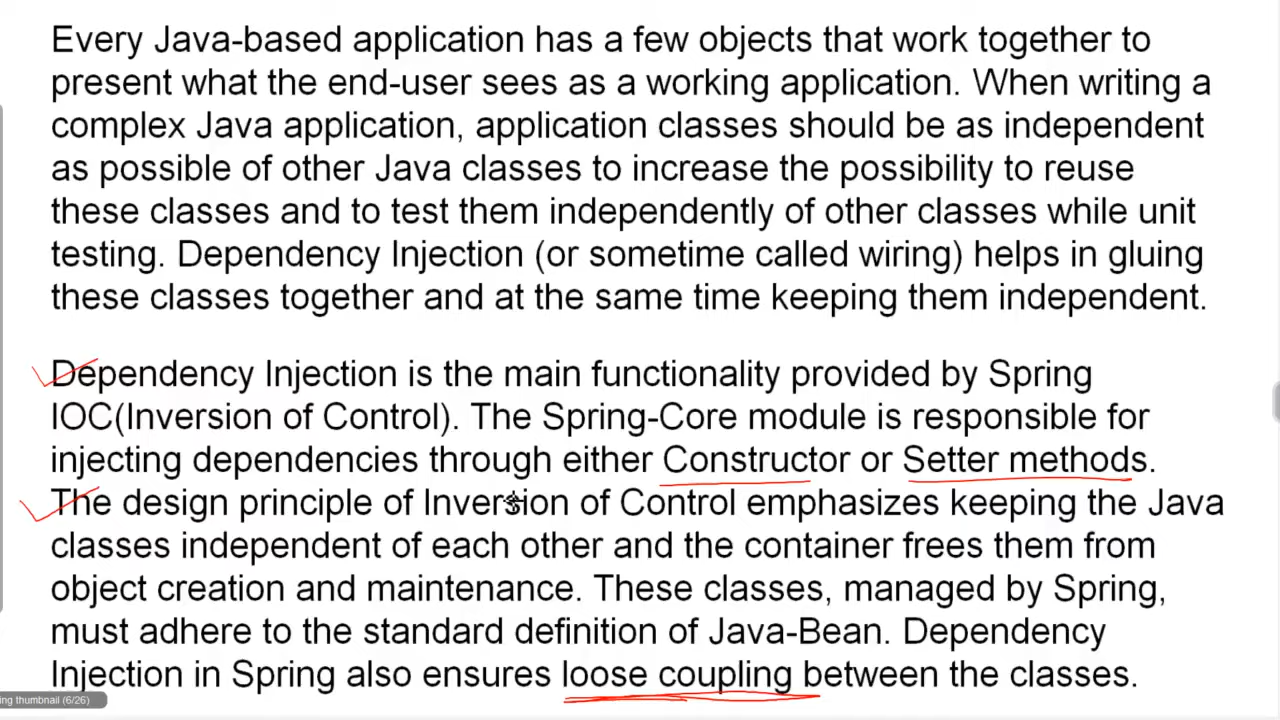 Every Java-based application has a few objects that work together to
present what the end-user sees as a working application. When writing a
complex Java application, application classes should be as independent
as possible of other Java classes to increase the possibility to reuse
these classes and to test them independently of other classes while unit
testing. Dependency Injection (or sometime called wiring) helps in gluing
these classes together and at the same time keeping them independent.
Dependency Injection is the main functionality provided by Spring
IOC(Inversion of Control). The Spring-Core module is responsible for
injecting dependencies through either Constructor or Setter methods.
The design principle of Inversion of Control emphasizes keeping the Java
classes independent of each other and the container frees them from
object creation and maintenance. These classes, managed by Spring,
must adhere to the standard definition of Java-Bean. Dependency
Injection in Spring also ensures loose coupling between the classes.
ing thumbnail (6/26)